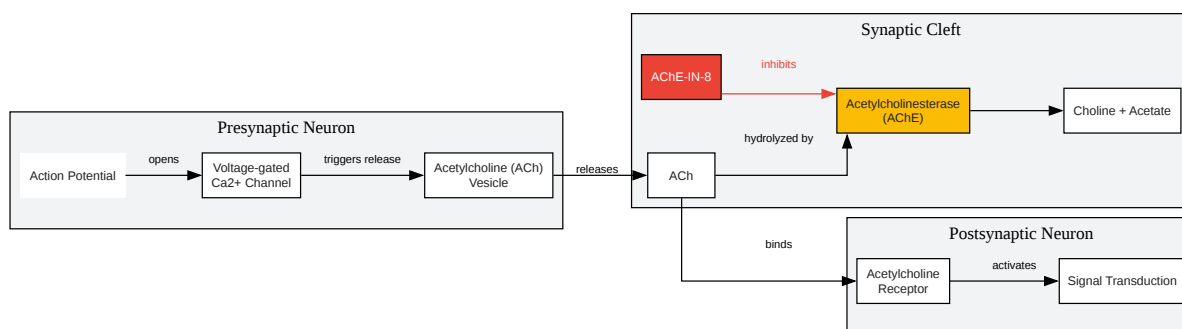 Presynaptic Neuron
Action Potential
opens
Voltage-gated
Ca2+ Channel
triggers release
Acetylcholine (ACh)
Vesicle
releases
Synaptic Cleft
AChE-IN-8
inhibits
Acetylcholinesterase
(AChE)
Choline + Acetate
hydrolyzed by
ACh
binds
Postsynaptic Neuron
Acetylcholine
Receptor
activates
Signal Transduction